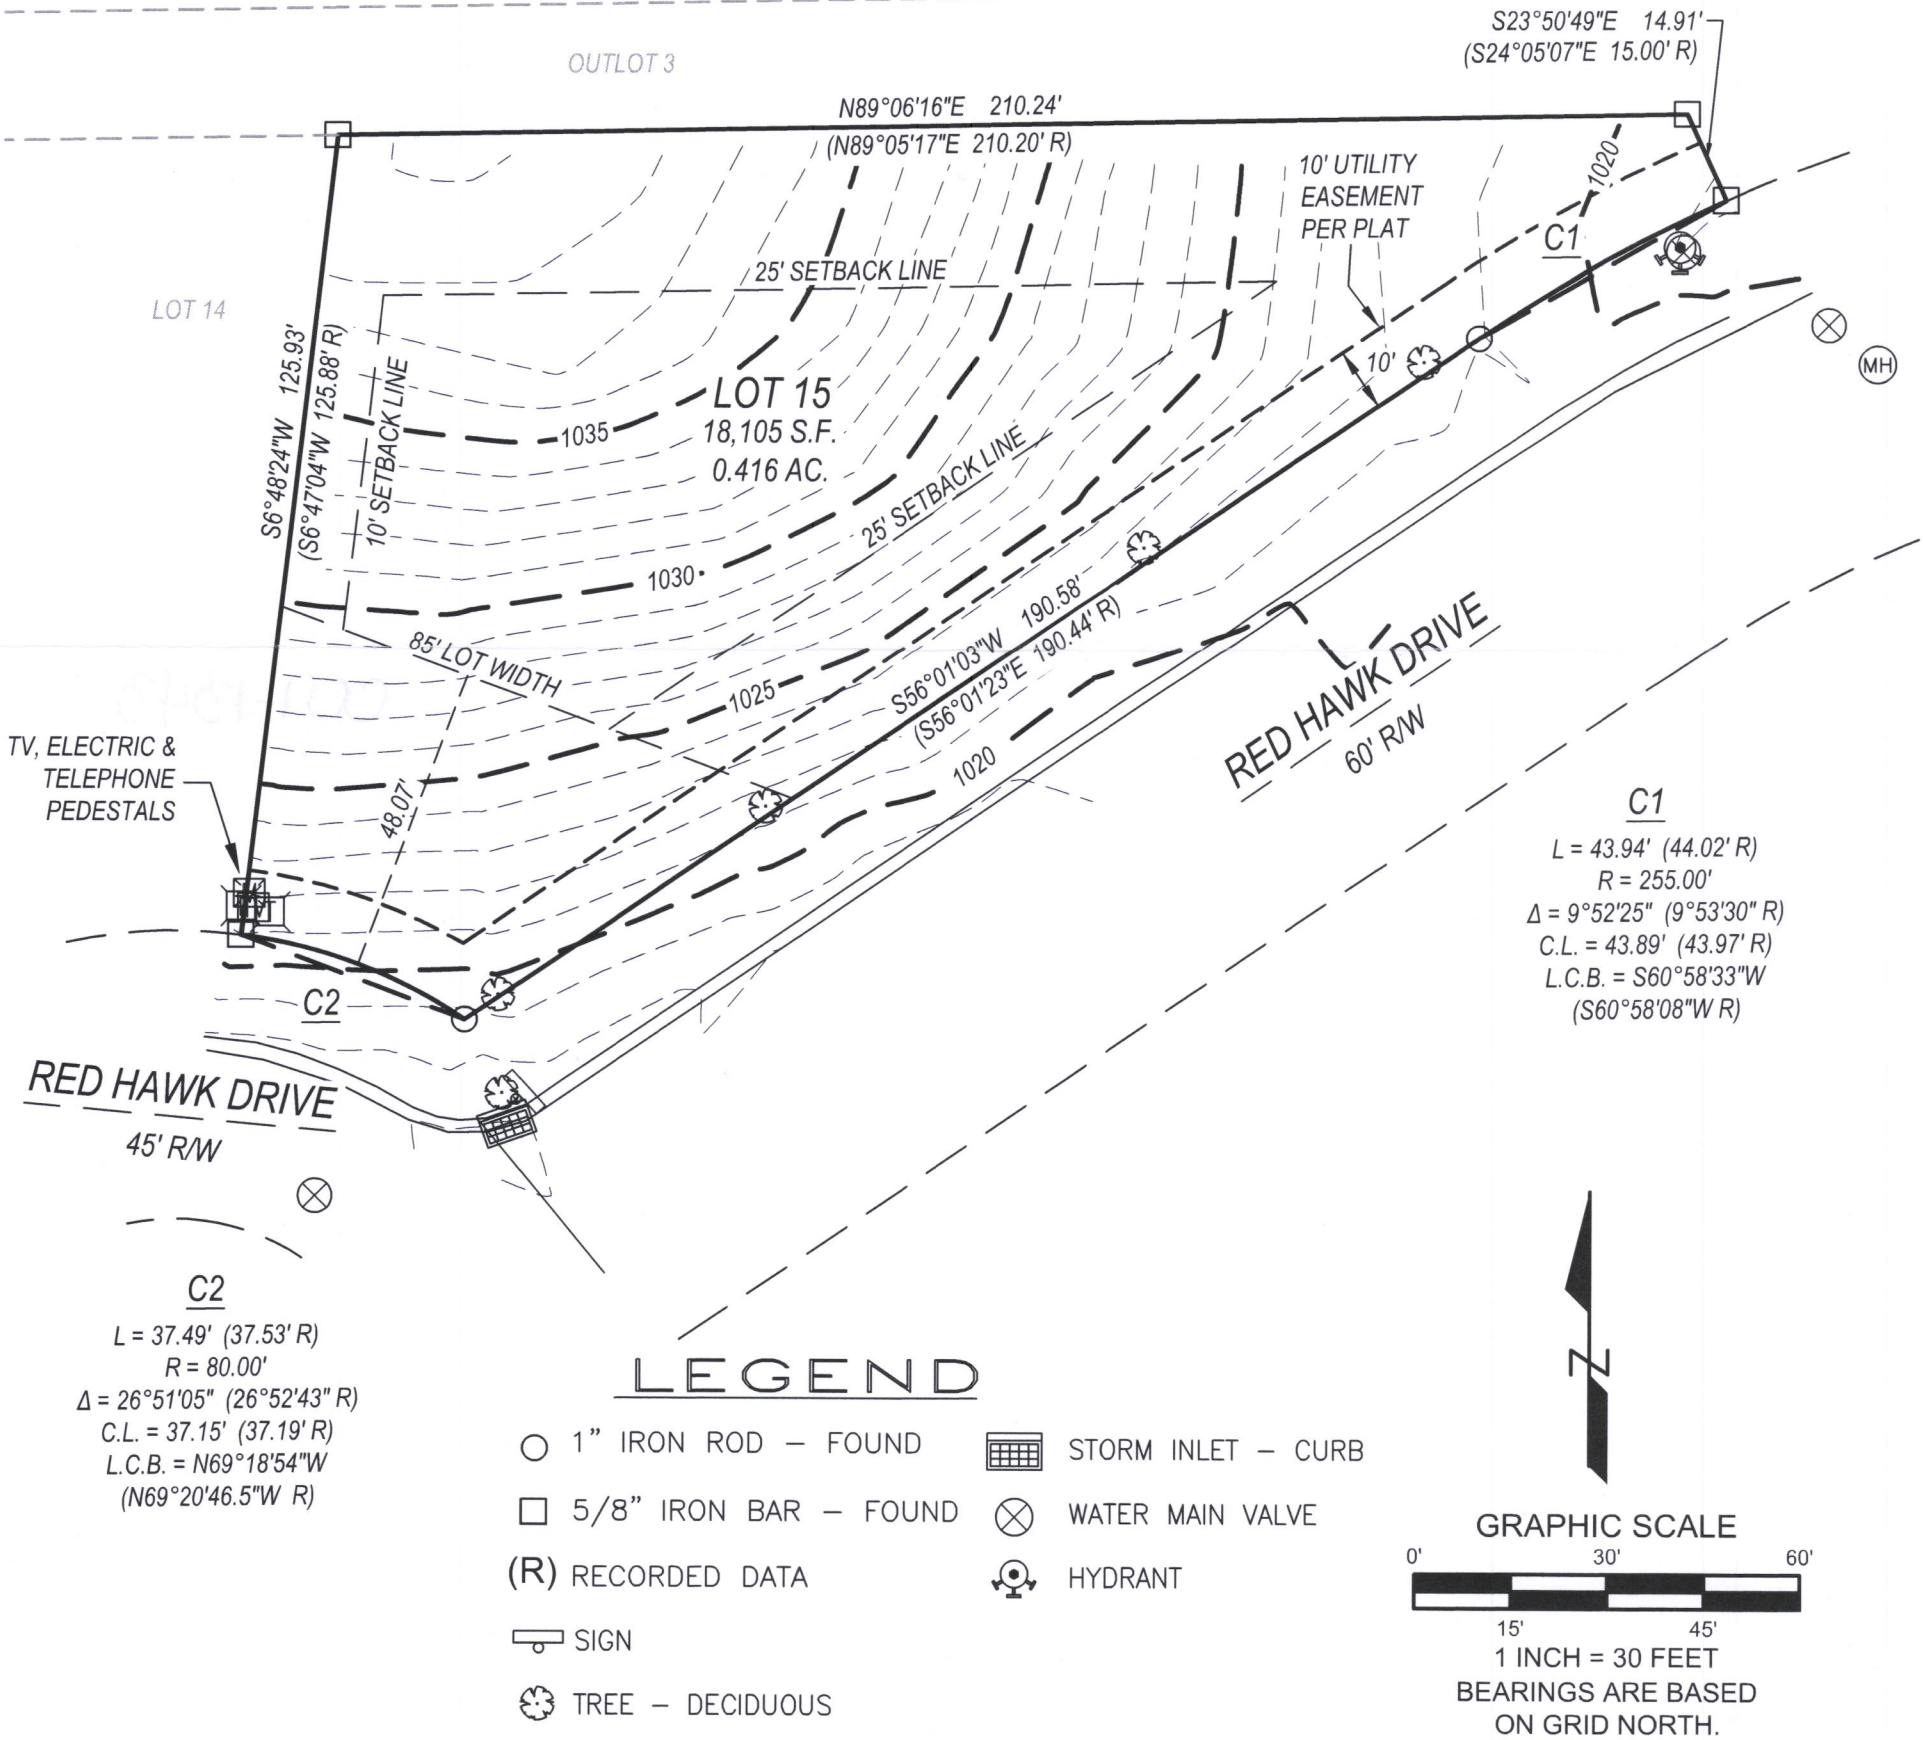 S23°50'49"E 14.91'
(S24°05'07"E 15.00' R)
OUTLOT 3
N89°06'16"E 210.24'
(N89°05'17"E 210.20' R)
10' UTILITY
EASEMENT
PER PLAT
1020
C1
25' SETBACK LINE
LOT 14
S6°48'24"W 125.93'
(S6°47'04"W 125.88' R)
10' SETBACK LINE
LOT 15
18,105 S.F.
0.416 AC.
10'
MH
1035
25' SETBACK LINE
1030
85' LOT WIDTH
S56°01'03"W 190.58'
(S56°01'23"E 190.44' R)
1025
1020
RED HAWK DRIVE
60' R/W
TV, ELECTRIC &
TELEPHONE
PEDESTALS
48.07'
C2
RED HAWK DRIVE
45' R/W
C1
L = 43.94' (44.02' R)
R = 255.00'
Δ = 9°52'25" (9°53'30" R)
C.L. = 43.89' (43.97' R)
L.C.B. = S60°58'33"W
(S60°58'08"W R)
C2
L = 37.49' (37.53' R)
R = 80.00'
Δ = 26°51'05" (26°52'43" R)
C.L. = 37.15' (37.19' R)
L.C.B. = N69°18'54"W
(N69°20'46.5"W R)
LEGEND
1" IRON ROD – FOUND
5/8" IRON BAR – FOUND
(R) RECORDED DATA
SIGN
TREE – DECIDUOUS
STORM INLET – CURB
WATER MAIN VALVE
HYDRANT
N
GRAPHIC SCALE
0' 30' 60'
15' 45'
1 INCH = 30 FEET
BEARINGS ARE BASED
ON GRID NORTH.